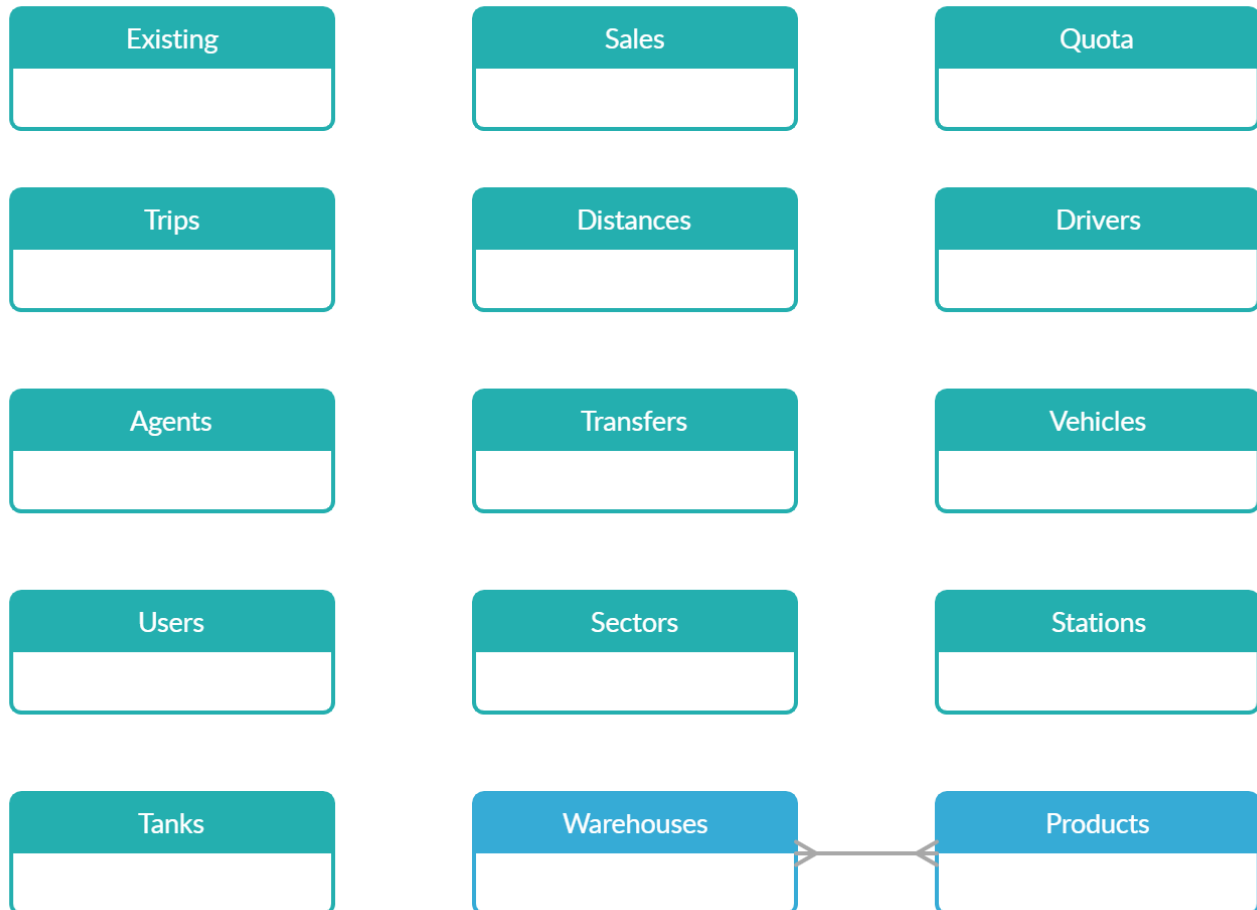 Existing
Sales
Quota
Trips
Distances
Drivers
Agents
Transfers
Vehicles
Users
Sectors
Stations
Tanks
Warehouses
Products